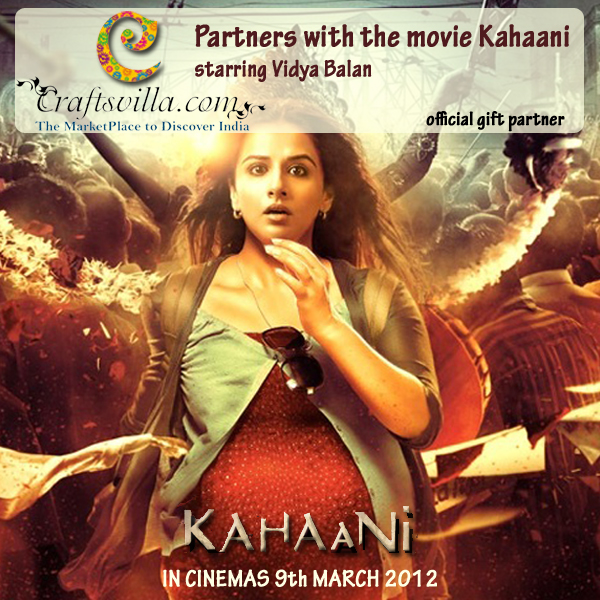 Partners with the movie Kahaani
starring Vidya Balan
Craftsvilla.com
The MarketPlace to Discover India
official gift partner
KAHAaNi
IN CINEMAS 9th MARCH 2012